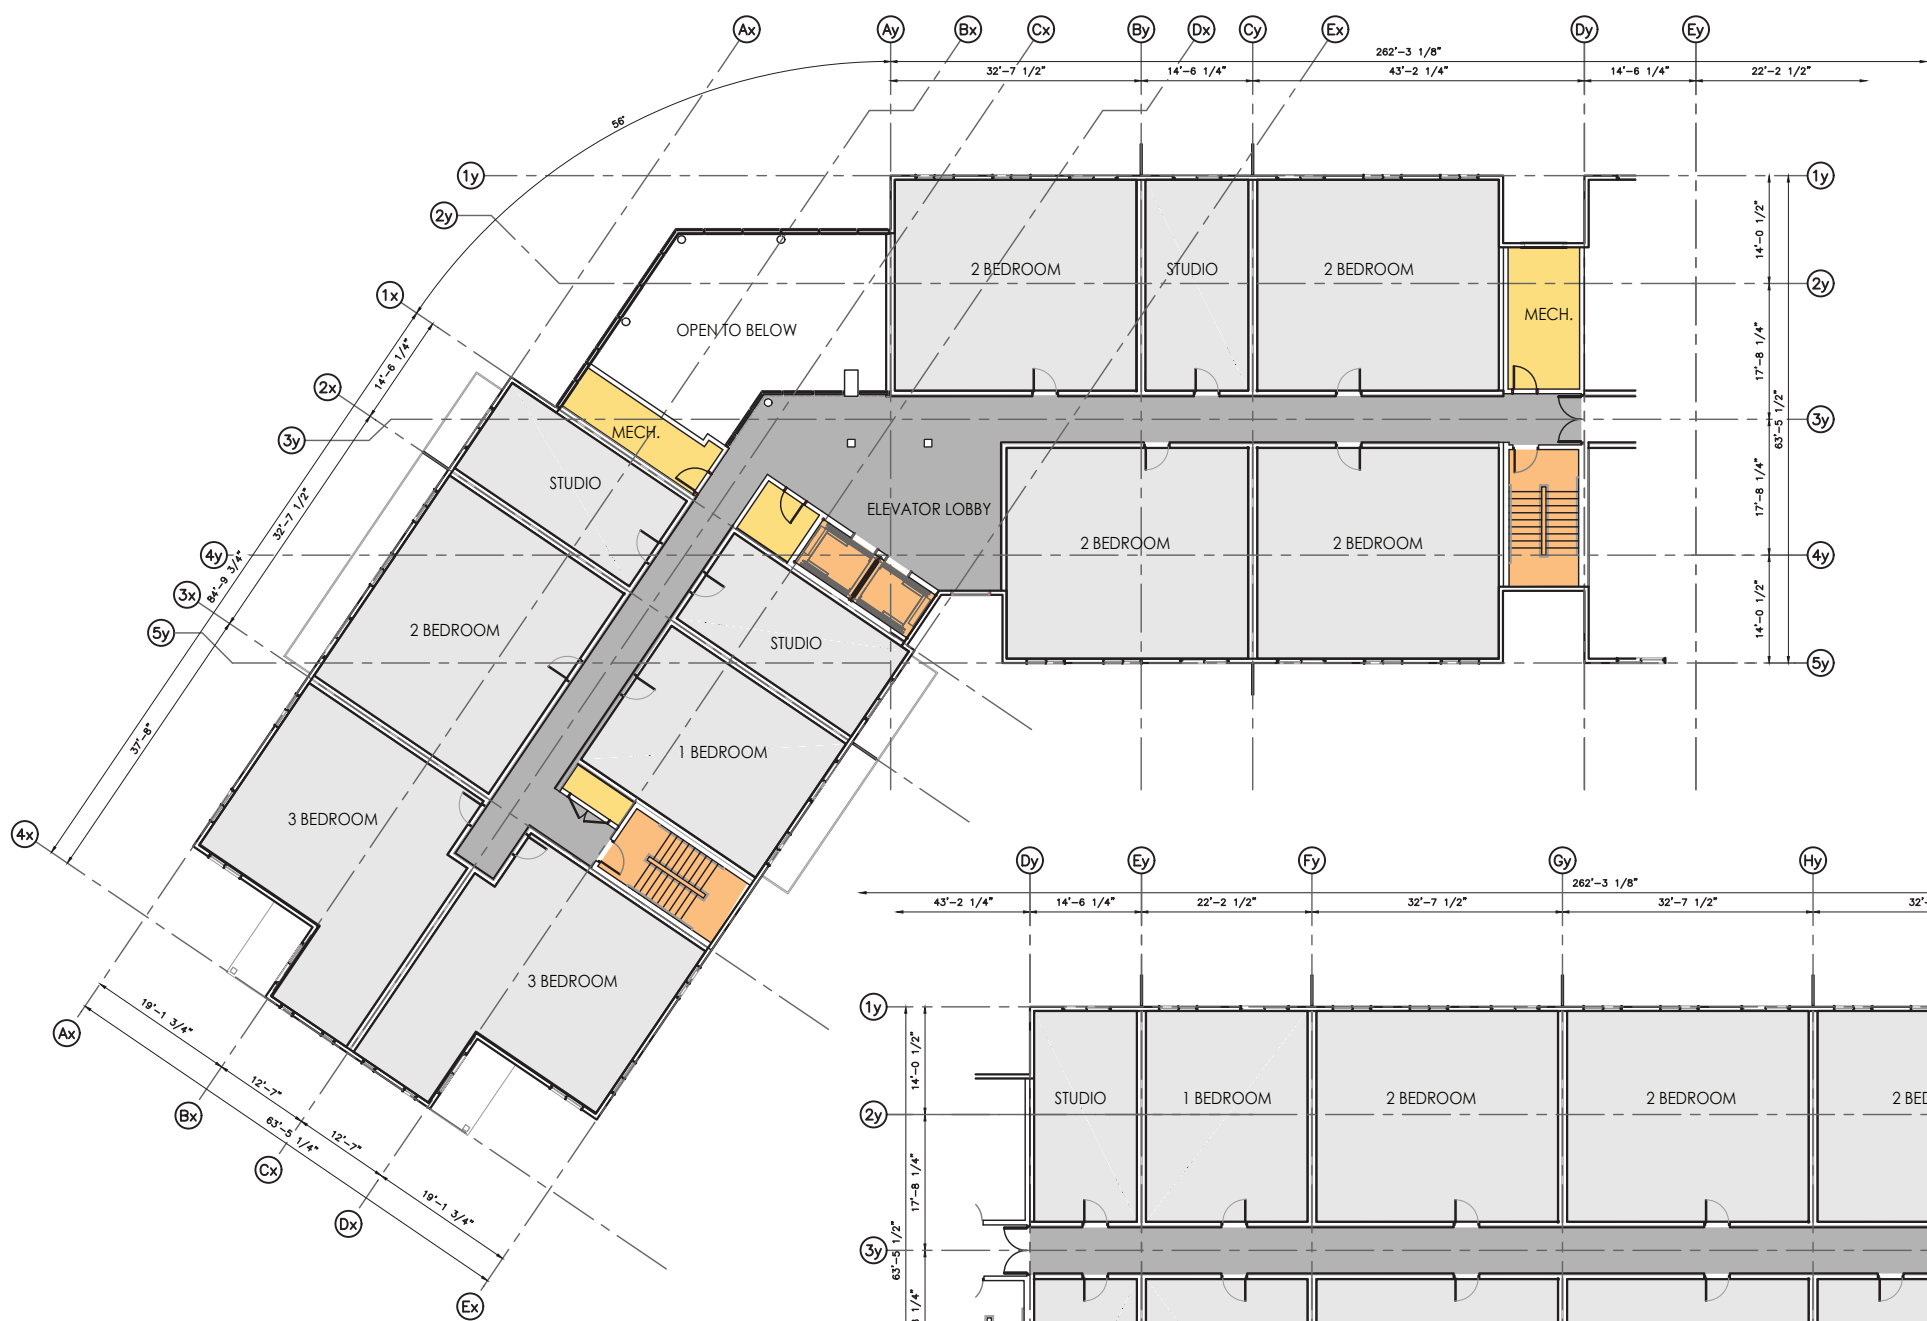 Ax
Ay
Bx
Cx
By
Dx
Cy
Ex
Dy
Ey
262'-3 1/8"
32'-7 1/2"
14'-6 1/4"
43'-2 1/4"
14'-6 1/4"
22'-2 1/2"
56'
1y
1y
2y
2y
14'-0 1/2"
17'-8 1/4"
63'-5 1/2"
17'-8 1/4"
14'-0 1/2"
2 BEDROOM
STUDIO
2 BEDROOM
MECH.
OPEN TO BELOW
1x
14'-6 1/4"
2x
3y
3y
MECH.
STUDIO
ELEVATOR LOBBY
2 BEDROOM
2 BEDROOM
32'-7 1/2"
84'-9 3/4"
4y
4y
3x
5y
5y
2 BEDROOM
STUDIO
37'-8"
1 BEDROOM
3 BEDROOM
4x
3 BEDROOM
19'-1 3/4"
12'-7"
63'-5 1/4"
12'-7"
19'-1 3/4"
Ax
Bx
Cx
Dx
Ex
Dy
Ey
Fy
Gy
Hy
262'-3 1/8"
43'-2 1/4"
14'-6 1/4"
22'-2 1/2"
32'-7 1/2"
32'-7 1/2"
32'-
1y
14'-0 1/2"
STUDIO
1 BEDROOM
2 BEDROOM
2 BEDROOM
2 BED
2y
17'-8 1/4"
63'-5 1/2"
3y
1/4"